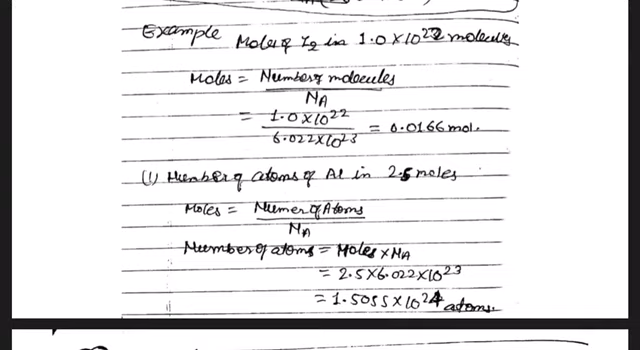 Example Moles of I2 in 1.0 X 10^22 molecules
Moles = Number of molecules
NA
= 1.0 X 10^22
6.022 X 10^23 = 0.0166 mol.
(1) Number of atoms of Al in 2.5 moles
Moles = Numer of Atoms
NA
Number of atoms = Moles x NA
= 2.5 X 6.022 X 10^23
= 1.5055 X 10^24 atoms.